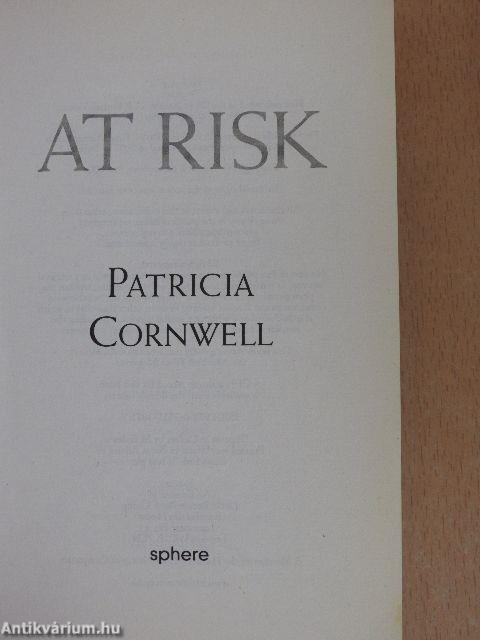 AT RISK
PATRICIA
CORNWELL
sphere
Antikvárium.hu